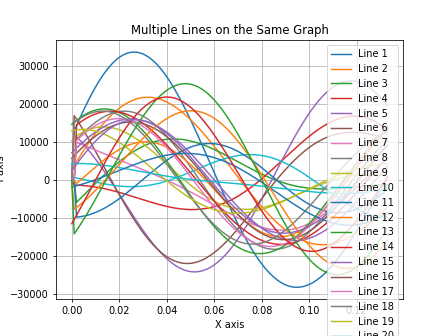 Multiple Lines on the Same Graph
30000
20000
10000
0
−10000
−20000
−30000
0.00
0.02
0.04
0.06
0.08
0.10
X axis
Line 1
Line 2
Line 3
Line 4
Line 5
Line 6
Line 7
Line 8
Line 9
Line 10
Line 11
Line 12
Line 13
Line 14
Line 15
Line 16
Line 17
Line 18
Line 19
Line 20